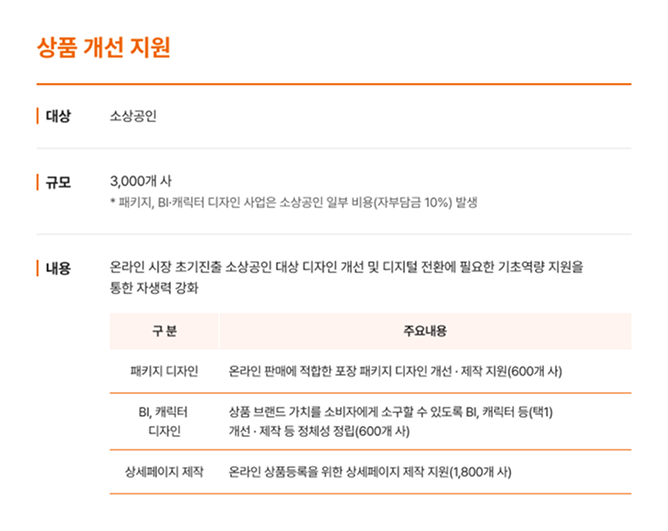 상품 개선 지원
대상
소상공인
규모
3,000개 사
* 패키지, BI·캐릭터 디자인 사업은 소상공인 일부 비용(자부담금 10%) 발생
내용
온라인 시장 초기진출 소상공인 대상 디자인 개선 및 디지털 전환에 필요한 기초역량 지원을
통한 자생력 강화
구 분
주요내용
패키지 디자인
온라인 판매에 적합한 포장 패키지 디자인 개선 · 제작 지원(600개 사)
BI, 캐릭터
디자인
상품 브랜드 가치를 소비자에게 소구할 수 있도록 BI, 캐릭터 등(택1)
개선 · 제작 등 정체성 정립(600개 사)
상세페이지 제작
온라인 상품등록을 위한 상세페이지 제작 지원(1,800개 사)